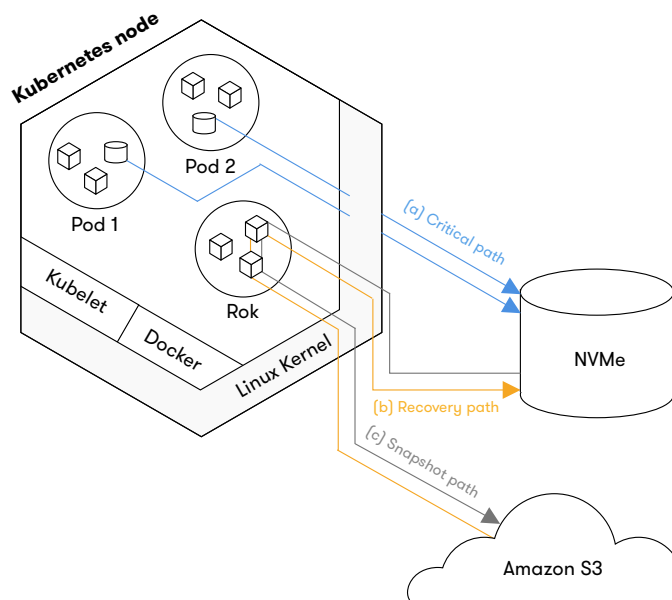 Kubernetes node
Pod 2
Pod 1
(a) Critical path
Kubelet
Docker
Rok
Linux Kernel
NVMe
(b) Recovery path
(c) Snapshot path
Amazon S3